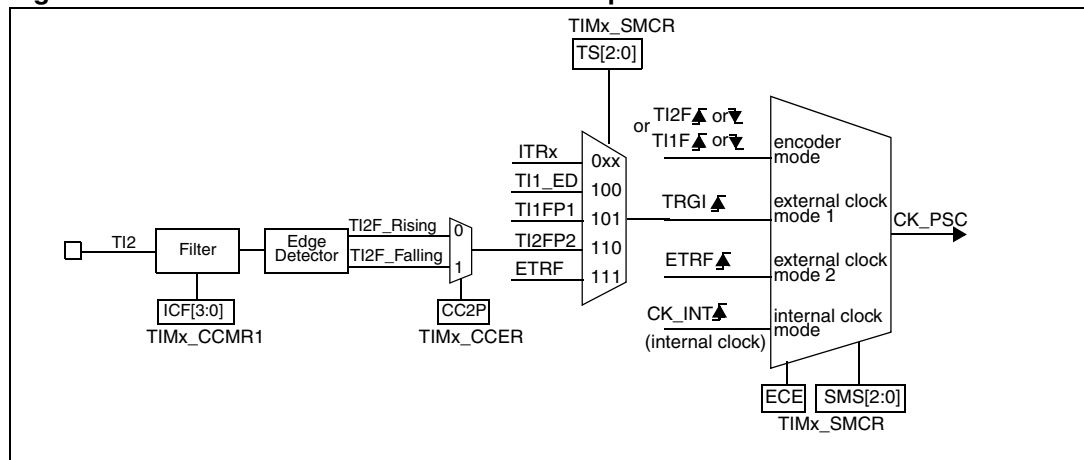 TIMx_SMCR
TS[2:0]
or TI2F or
TI1F or
encoder
mode
ITRx
0xx
TI1_ED
100
TI1FP1
101
TRGI
external clock
mode 1
CK_PSC
TI2
Filter
Edge
Detector
TI2F_Rising
0
TI2F_Falling
1
TI2FP2
110
ETRF
111
ETRF
external clock
mode 2
ICF[3:0]
TIMx_CCMR1
CC2P
TIMx_CCER
CK_INT
(internal clock)
internal clock
mode
ECE
SMS[2:0]
TIMx_SMCR